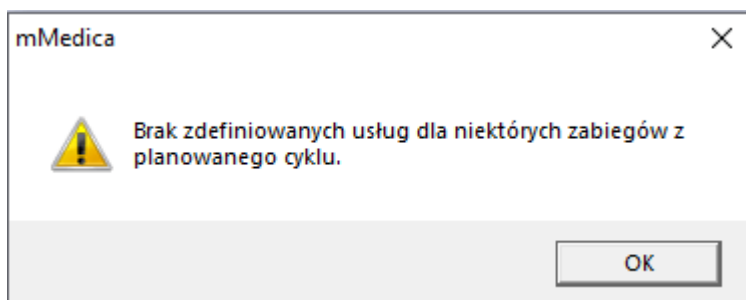 mMedica
Brak zdefiniowanych usług dla niektórych zabiegów z
planowanego cyklu.
OK